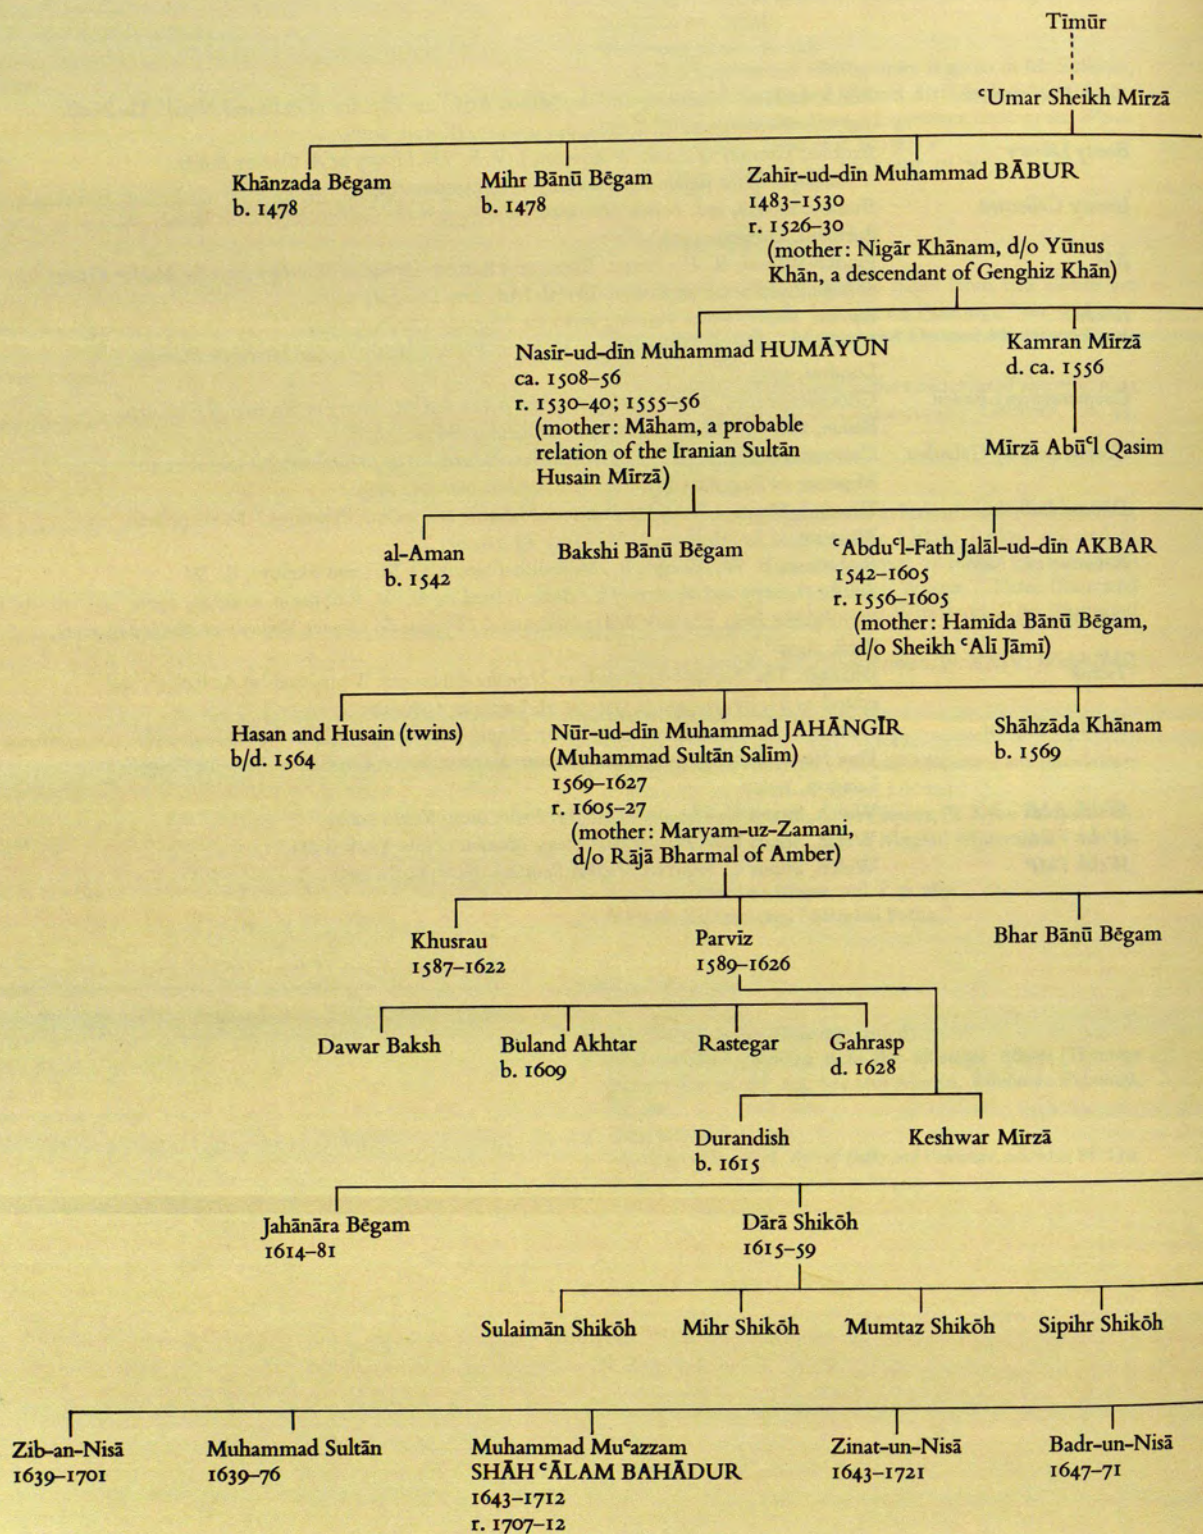 Tīmūr
ᶜUmar Sheikh Mīrzā
Khānzada Bēgam
b. 1478
Mihr Bānū Bēgam
b. 1478
Zahīr-ud-dīn Muhammad BĀBUR
1483–1530
r. 1526–30
(mother: Nigār Khānam, d/o Yūnus
Khān, a descendant of Genghiz Khān)
Nasīr-ud-dīn Muhammad HUMĀYŪN
ca. 1508–56
r. 1530–40; 1555–56
(mother: Māham, a probable
relation of the Iranian Sultān
Husain Mīrzā)
Kamran Mīrzā
d. ca. 1556
Mīrzā Abūᶜl Qasim
al-Aman
b. 1542
Bakshi Bānū Bēgam
ᶜAbduᶜl-Fath Jalāl-ud-dīn AKBAR
1542–1605
r. 1556–1605
(mother: Hamīda Bānū Bēgam,
d/o Sheikh ᶜAlī Jāmī)
Hasan and Husain (twins)
b/d. 1564
Nūr-ud-dīn Muhammad JAHĀNGĪR
(Muhammad Sultān Salīm)
1569–1627
r. 1605–27
(mother: Maryam-uz-Zamani,
d/o Rājā Bharmal of Amber)
Shāhzāda Khānam
b. 1569
Khusrau
1587–1622
Parvīz
1589–1626
Bhar Bānū Bēgam
Dawar Baksh
Buland Akhtar
b. 1609
Rastegar
Gahrasp
d. 1628
Durandish
b. 1615
Keshwar Mīrzā
Jahānāra Bēgam
1614–81
Dārā Shikōh
1615–59
Sulaimān Shikōh
Mihr Shikōh
Mumtaz Shikōh
Sipihr Shikōh
Zib-an-Nisā
1639–1701
Muhammad Sultān
1639–76
Muhammad Muᶜazzam
SHĀH ᶜĀLAM BAHĀDUR
1643–1712
r. 1707–12
Zinat-un-Nisā
1643–1721
Badr-un-Nisā
1647–71